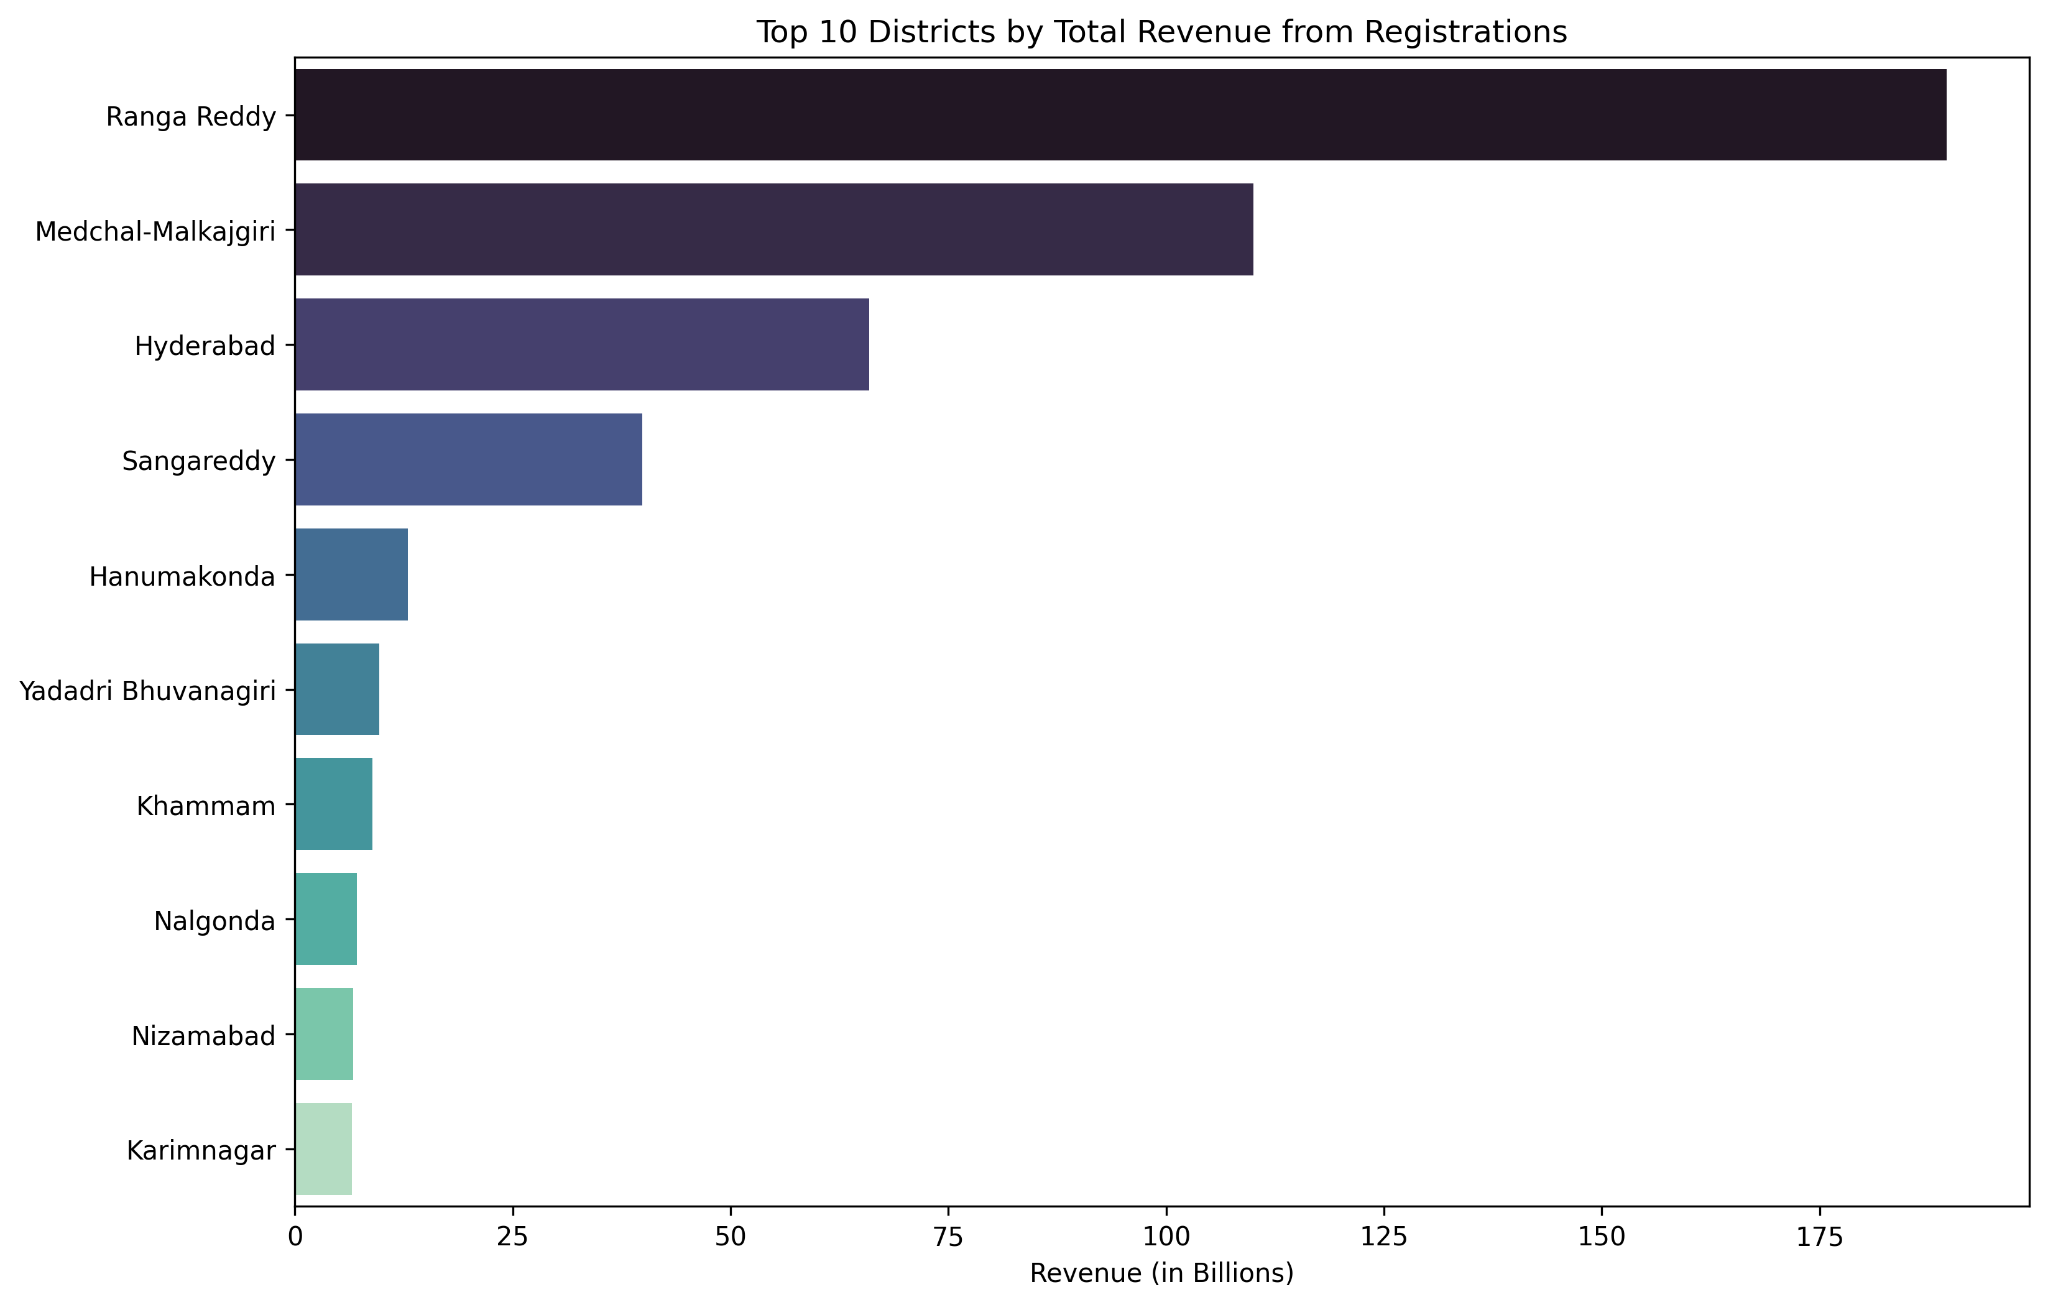 Top 10 Districts by Total Revenue from Registrations
Ranga Reddy
Medchal-Malkajgiri
Hyderabad
Sangareddy
Hanumakonda
Yadadri Bhuvanagiri
Khammam
Nalgonda
Nizamabad
Karimnagar
0 25 50 75 100 125 150 175
Revenue (in Billions)